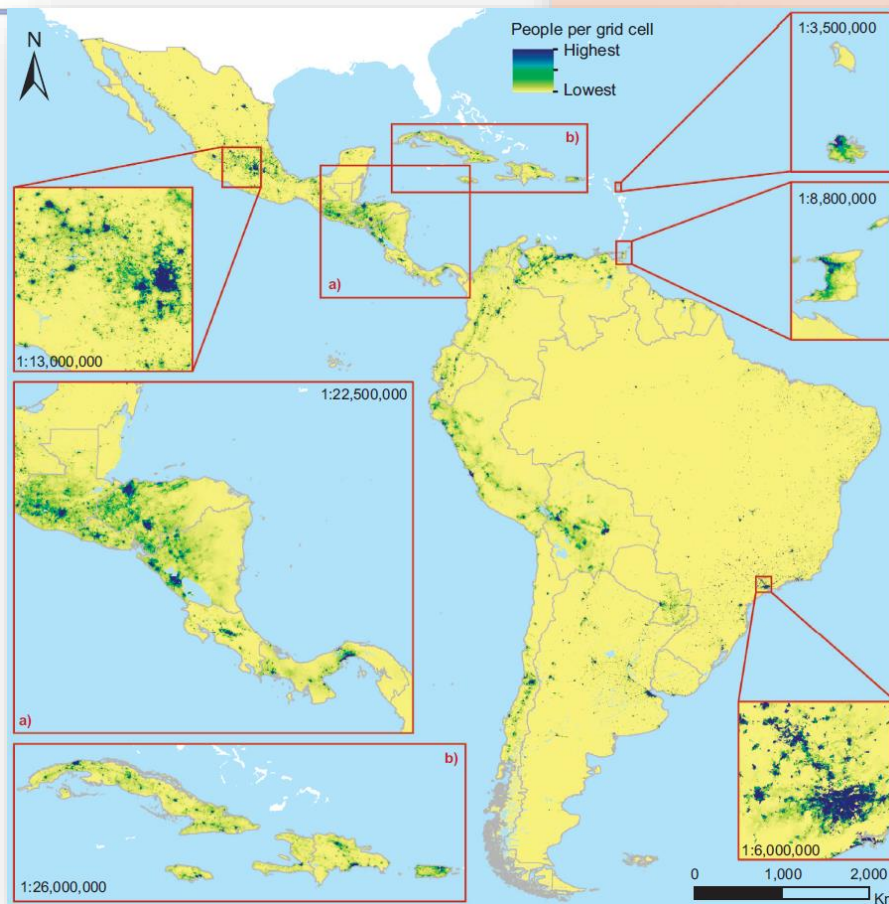 N
People per grid cell
Highest
Lowest
1:3,500,000
b)
1:8,800,000
a)
1:13,000,000
1:22,500,000
a)
b)
1:26,000,000
1:6,000,000
0 1,000 2,000